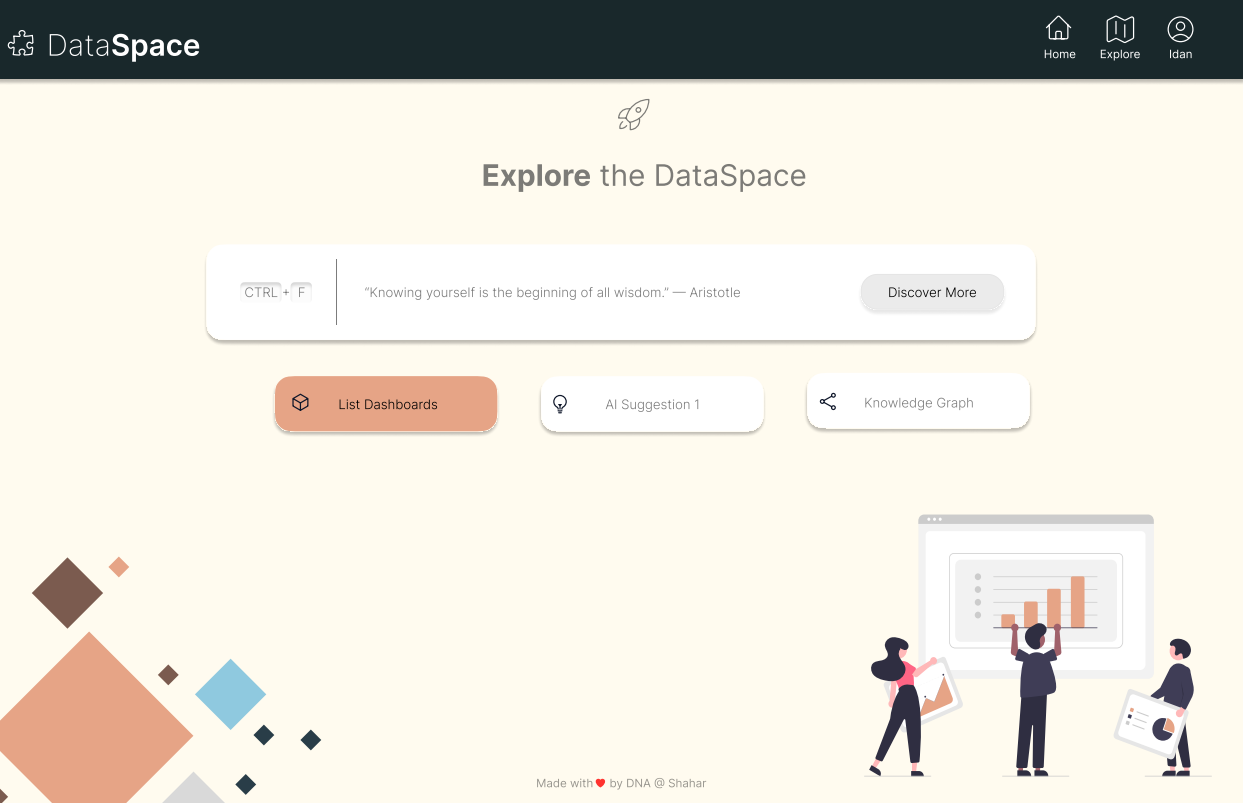 DataSpace
Home Explore Idan
Explore the DataSpace
CTRL + F
“Knowing yourself is the beginning of all wisdom.” — Aristotle
Discover More
List Dashboards
AI Suggestion 1
Knowledge Graph
Made with ❤ by DNA @ Shahar